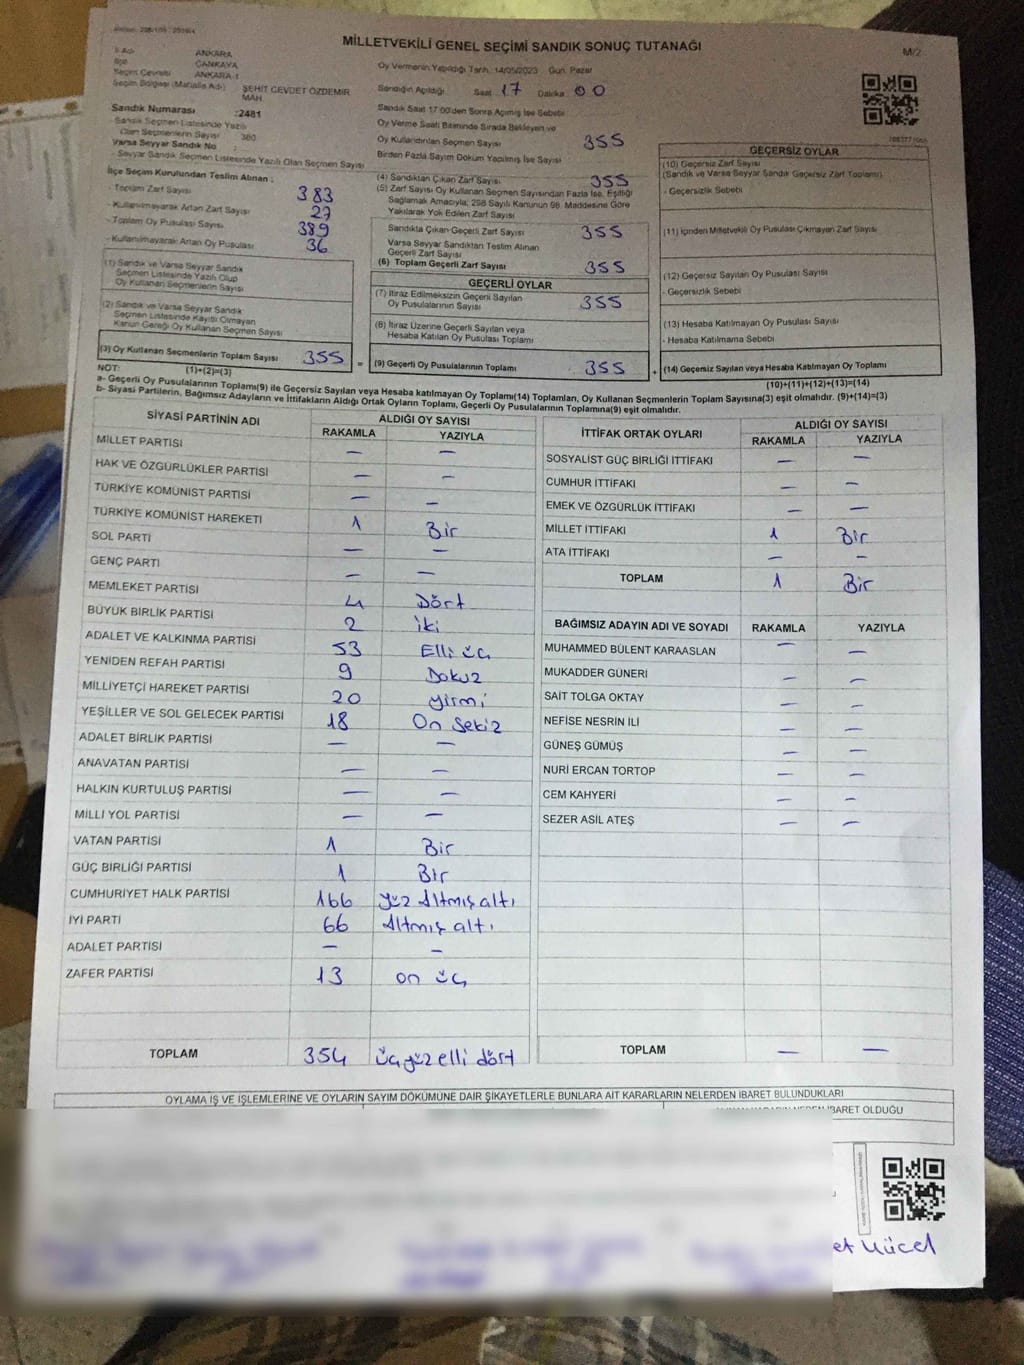 MİLLETVEKİLİ GENEL SEÇİMİ SANDIK SONUÇ TUTANAĞI
M/2
İli Adı ANKARA
İlçe ÇANKAYA
Seçim Çevresi ANKARA-1
Seçim Bölgesi (Mahalle Adı) ŞEHİT CEVDET ÖZDEMİR MAH.
Sandık Numarası :2481
Sandık Seçmen Listesinde Yazılı
Olan Seçmenlerin Sayısı 380
Varsa Seyyar Sandık No :
- Seyyar Sandık Seçmen Listesinde Yazılı Olan Seçmen Sayısı
İlçe Seçim Kurulundan Teslim Alınan :
- Toplam Zarf Sayısı 383
- Kullanılmayarak Artan Zarf Sayısı 27
- Toplam Oy Pusulası Sayısı 389
- Kullanılmayarak Artan Oy Pusulası 36
(1) Sandık ve Varsa Seyyar Sandık
Seçmen Listesinde Yazılı Olup
Oy Kullanan Seçmenlerin Sayısı
(2) Sandık ve Varsa Seyyar Sandık
Seçmen Listesinde Kayıtlı Olmayan
Kanun Gereği Oy Kullanan Seçmen Sayısı
(3) Oy Kullanan Seçmenlerin Toplam Sayısı 355 =
Oy Vermenin Yapıldığı Tarih: 14/05/2023 Gün: Pazar
Sandığın Açıldığı Saat 17 Dakika 00
Sandık Saat 17:00'den Sonra Açılmış İse Sebebi
Oy Verme Saati Bitiminde Sırada Bekleyen ve
Oy Kullandırılan Seçmen Sayısı 355
Birden Fazla Sayım Döküm Yapılmış İse Sayısı
(4) Sandıktan Çıkan Zarf Sayısı 355
(5) Zarf Sayısı Oy Kullanan Seçmen Sayısından Fazla İse, Eşitliği
Sağlamak Amacıyla, 298 Sayılı Kanunun 98. Maddesine Göre
Yakılarak Yok Edilen Zarf Sayısı
Sandıkta Çıkan Geçerli Zarf Sayısı 355
Varsa Seyyar Sandıktan Teslim Alınan
Geçerli Zarf Sayısı
(6) Toplam Geçerli Zarf Sayısı 355
GEÇERLİ OYLAR
(7) İtiraz Edilmeksizin Geçerli Sayılan
Oy Pusulalarının Sayısı 355
(8) İtiraz Üzerine Geçerli Sayılan veya
Hesaba Katılan Oy Pusulası Toplamı
(9) Geçerli Oy Pusulalarının Toplamı 355 +
GEÇERSİZ OYLAR
(10) Geçersiz Zarf Sayısı
(Sandık ve Varsa Seyyar Sandık Geçersiz Zarf Toplamı)
- Geçersizlik Sebebi
(11) İçinden Milletvekili Oy Pusulası Çıkmayan Zarf Sayısı
(12) Geçersiz Sayılan Oy Pusulası Sayısı
- Geçersizlik Sebebi
(13) Hesaba Katılmayan Oy Pusulası Sayısı
- Hesaba Katılmama Sebebi
(14) Geçersiz Sayılan veya Hesaba Katılmayan Oy Toplamı
NOT: (1)+(2)=(3)
(10)+(11)+(12)+(13)=(14)
a- Geçerli Oy Pusulalarının Toplamı(9) ile Geçersiz Sayılan veya Hesaba katılmayan Oy Toplamı(14) Toplamları, Oy Kullanan Seçmenlerin Toplam Sayısına(3) eşit olmalıdır. (9)+(14)=(3)
b- Siyasi Partilerin, Bağımsız Adayların ve İttifakların Aldığı Ortak Oyların Toplamı, Geçerli Oy Pusulalarının Toplamına(9) eşit olmalıdır.
SİYASİ PARTİNİN ADI ALDIĞI OY SAYISI
RAKAMLA YAZIYLA
MİLLET PARTİSİ — —
HAK VE ÖZGÜRLÜKLER PARTİSİ — —
TÜRKİYE KOMÜNİST PARTİSİ — —
TÜRKİYE KOMÜNİST HAREKETİ 1 Bir
SOL PARTİ — —
GENÇ PARTİ — —
MEMLEKET PARTİSİ 4 Dört
BÜYÜK BİRLİK PARTİSİ 2 iki
ADALET VE KALKINMA PARTİSİ 53 Elli üç
YENİDEN REFAH PARTİSİ 9 Dokuz
MİLLİYETÇİ HAREKET PARTİSİ 20 yirmi
YEŞİLLER VE SOL GELECEK PARTİSİ 18 On Sekiz
ADALET BİRLİK PARTİSİ — —
ANAVATAN PARTİSİ — —
HALKIN KURTULUŞ PARTİSİ — —
MİLLİ YOL PARTİSİ — —
VATAN PARTİSİ 1 Bir
GÜÇ BİRLİĞİ PARTİSİ 1 Bir
CUMHURİYET HALK PARTİSİ 166 yüz Altmış altı
İYİ PARTİ 66 Altmış altı
ADALET PARTİSİ — —
ZAFER PARTİSİ 13 on üç
TOPLAM 354 üçyüz elli dört
İTTİFAK ORTAK OYLARI ALDIĞI OY SAYISI
RAKAMLA YAZIYLA
SOSYALİST GÜÇ BİRLİĞİ İTTİFAKI — —
CUMHUR İTTİFAKI — —
EMEK VE ÖZGÜRLÜK İTTİFAKI — —
MİLLET İTTİFAKI 1 Bir
ATA İTTİFAKI — —
TOPLAM 1 Bir
BAĞIMSIZ ADAYIN ADI VE SOYADI RAKAMLA YAZIYLA
MUHAMMED BÜLENT KARAASLAN — —
MUKADDER GÜNERİ — —
SAİT TOLGA OKTAY — —
NEFİSE NESRİN İLİ — —
GÜNEŞ GÜMÜŞ — —
NURİ ERCAN TORTOP — —
CEM KAHYERİ — —
SEZER ASİL ATEŞ — —
TOPLAM — —
OYLAMA İŞ VE İŞLEMLERİNE VE OYLARIN SAYIM DÖKÜMÜNE DAİR ŞİKAYETLERLE BUNLARA AİT KARARLARIN NELERDEN İBARET BULUNDUKLARI
İBARET OLDUĞU
et Yücel